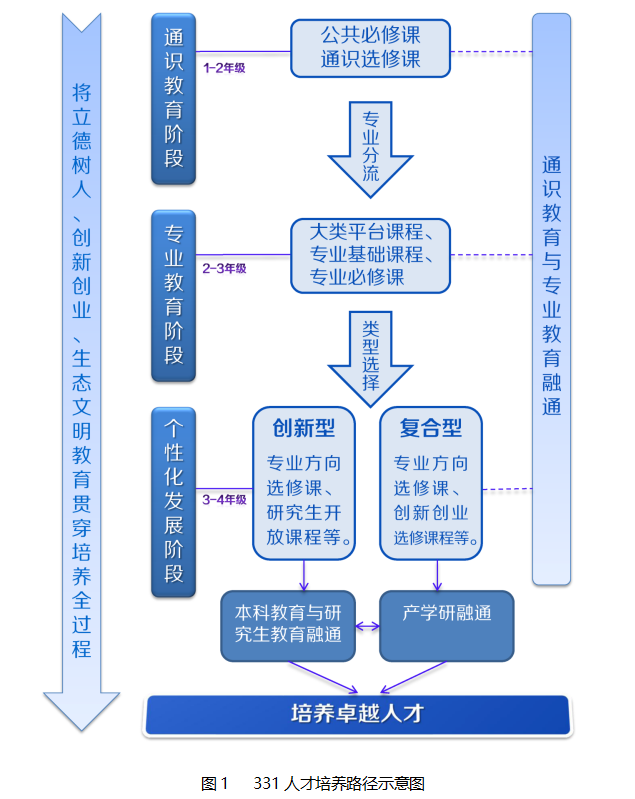 将立德树人、创新创业、生态文明教育贯穿培养全过程
通识教育阶段
1-2年级
公共必修课
通识选修课
专业分流
专业教育阶段
2-3年级
大类平台课程、
专业基础课程、
专业必修课
类型选择
个性化发展阶段
3-4年级
创新型
专业方向
选修课、
研究生开
放课程等。
复合型
专业方向
选修课、
创新创业
选修课程等。
通识教育与专业教育融通
本科教育与研
究生教育融通
产学研融通
培养卓越人才
图1 331人才培养路径示意图